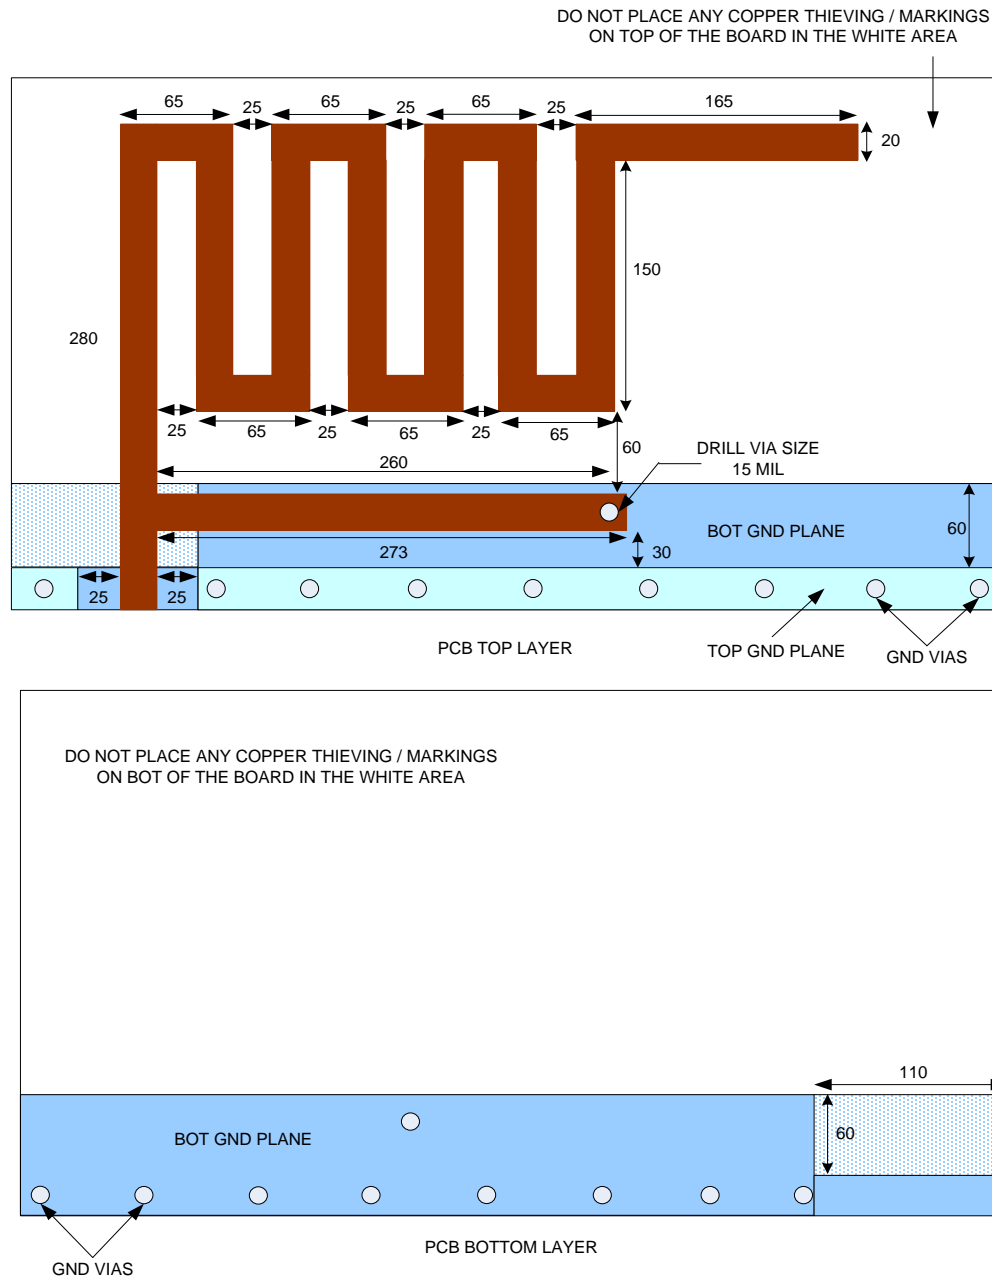 DO NOT PLACE ANY COPPER THIEVING / MARKINGS
ON TOP OF THE BOARD IN THE WHITE AREA
65
25
65
25
65
25
165
20
150
280
25
65
25
65
25
65
60
260
DRILL VIA SIZE
15 MIL
BOT GND PLANE
60
273
30
25
25
PCB TOP LAYER
TOP GND PLANE
GND VIAS
DO NOT PLACE ANY COPPER THIEVING / MARKINGS
ON BOT OF THE BOARD IN THE WHITE AREA
110
60
BOT GND PLANE
PCB BOTTOM LAYER
GND VIAS